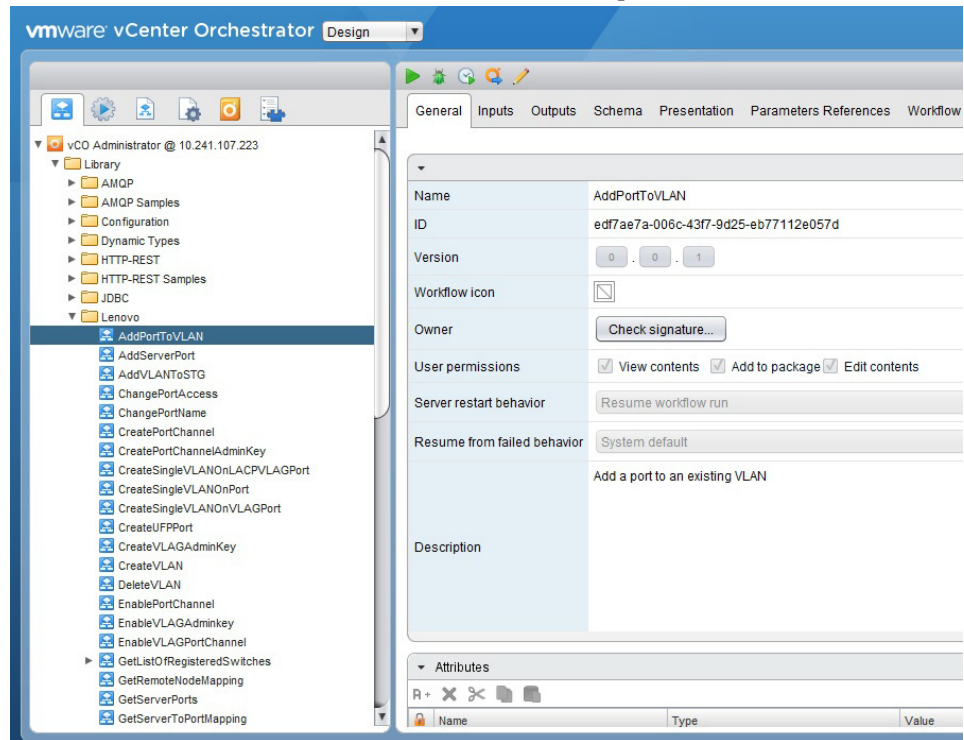 vmware vCenter Orchestrator Design
General Inputs Outputs Schema Presentation Parameters References Workflow
vCO Administrator @ 10.241.107.223
Library
AMQP
AMQP Samples
Configuration
Dynamic Types
HTTP-REST
HTTP-REST Samples
JDBC
Lenovo
AddPortToVLAN
AddServerPort
AddVLANToSTG
ChangePortAccess
ChangePortName
CreatePortChannel
CreatePortChannelAdminKey
CreateSingleVLANOnLACPVLAGPort
CreateSingleVLANOnPort
CreateSingleVLANOnVLAGPort
CreateUFPPort
CreateVLAGAdminKey
CreateVLAN
DeleteVLAN
EnablePortChannel
EnableVLAGAdminkey
EnableVLAGPortChannel
GetListOfRegisteredSwitches
GetRemoteNodeMapping
GetServerPorts
GetServerToPortMapping
Name AddPortToVLAN
ID edf7ae7a-006c-43f7-9d25-eb77112e057d
Version 0 . 0 . 1
Workflow icon
Owner Check signature...
User permissions View contents Add to package Edit contents
Server restart behavior Resume workflow run
Resume from failed behavior System default
Description Add a port to an existing VLAN
Attributes
A+
Name Type Value